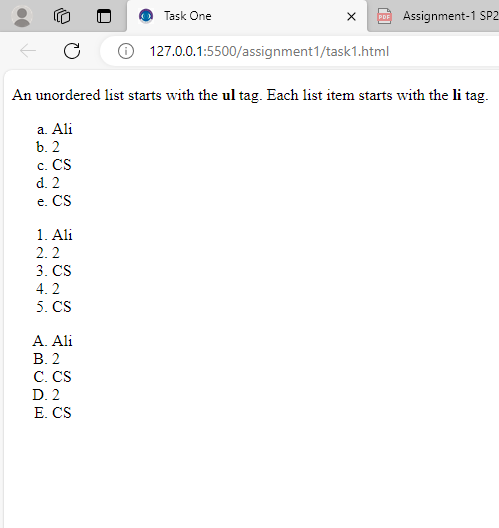 Task One
Assignment-1 SP2
127.0.0.1:5500/assignment1/task1.html
An unordered list starts with the ul tag. Each list item starts with the li tag.
a. Ali
b. 2
c. CS
d. 2
e. CS
1. Ali
2. 2
3. CS
4. 2
5. CS
A. Ali
B. 2
C. CS
D. 2
E. CS